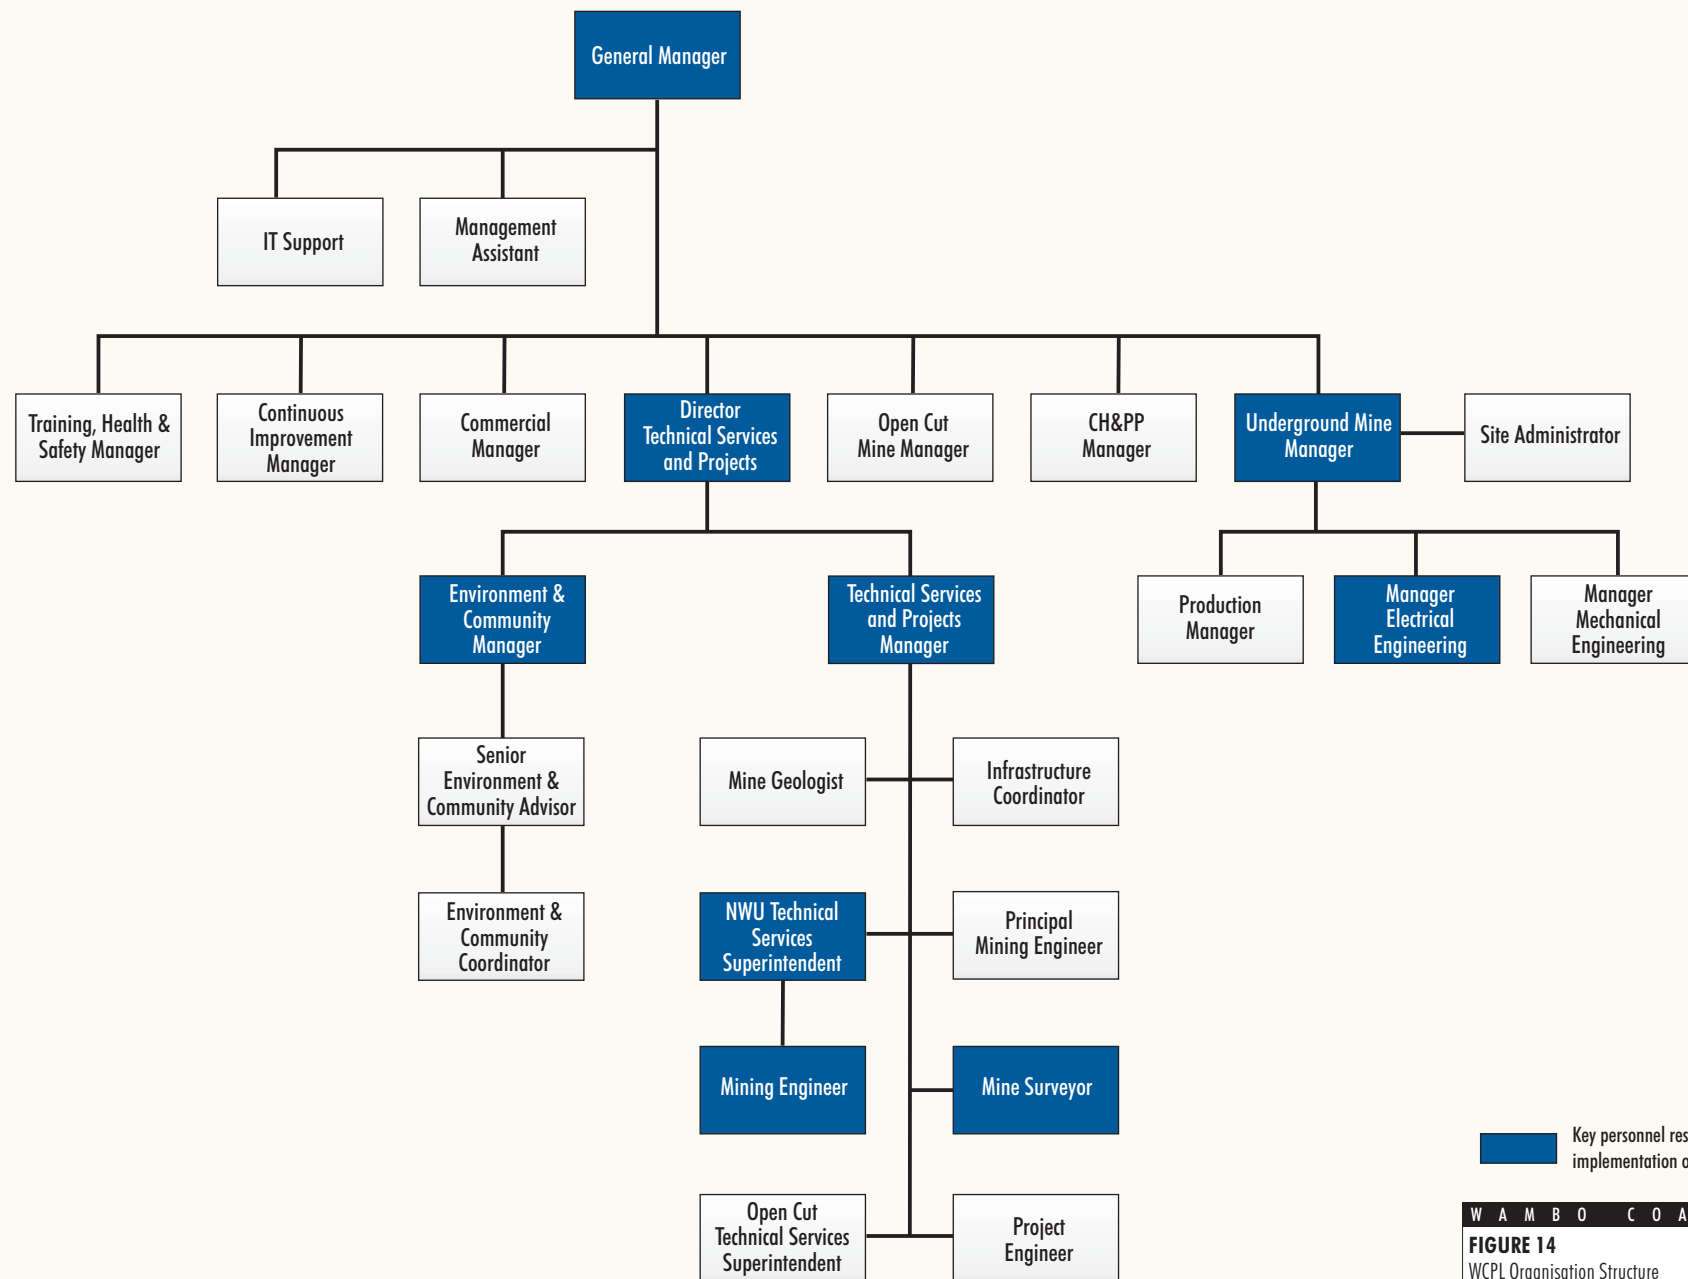 General Manager
IT Support
Management
Assistant
Training, Health &
Safety Manager
Continuous
Improvement
Manager
Commercial
Manager
Director
Technical Services
and Projects
Open Cut
Mine Manager
CH&PP
Manager
Underground Mine
Manager
Site Administrator
Environment &
Community
Manager
Technical Services
and Projects
Manager
Production
Manager
Manager
Electrical
Engineering
Manager
Mechanical
Engineering
Senior
Environment &
Community Advisor
Mine Geologist
Infrastructure
Coordinator
Environment &
Community
Coordinator
NWU Technical
Services
Superintendent
Principal
Mining Engineer
Mining Engineer
Mine Surveyor
Open Cut
Technical Services
Superintendent
Project
Engineer
Key personnel
implementation
WAMBO
FIGURE 14
WCPL Organisation Structure